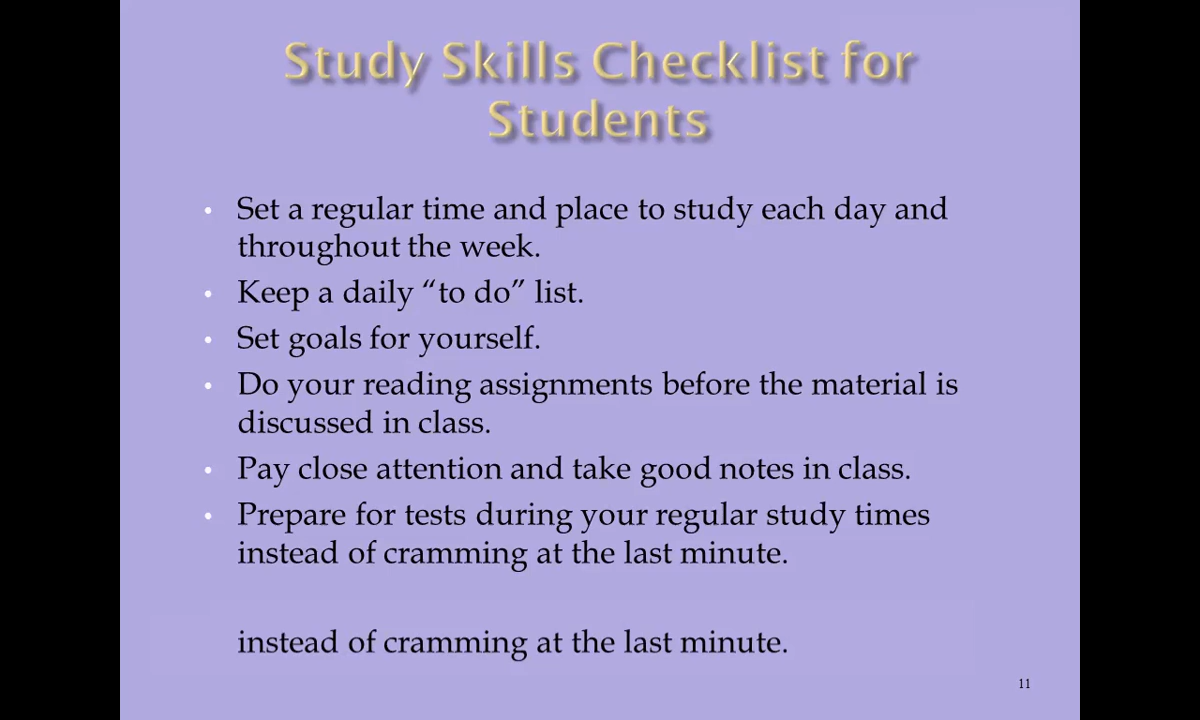 Study Skills Checklist for
Students
• Set a regular time and place to study each day and
throughout the week.
• Keep a daily “to do” list.
• Set goals for yourself.
• Do your reading assignments before the material is
discussed in class.
• Pay close attention and take good notes in class.
• Prepare for tests during your regular study times
instead of cramming at the last minute.
instead of cramming at the last minute.
11